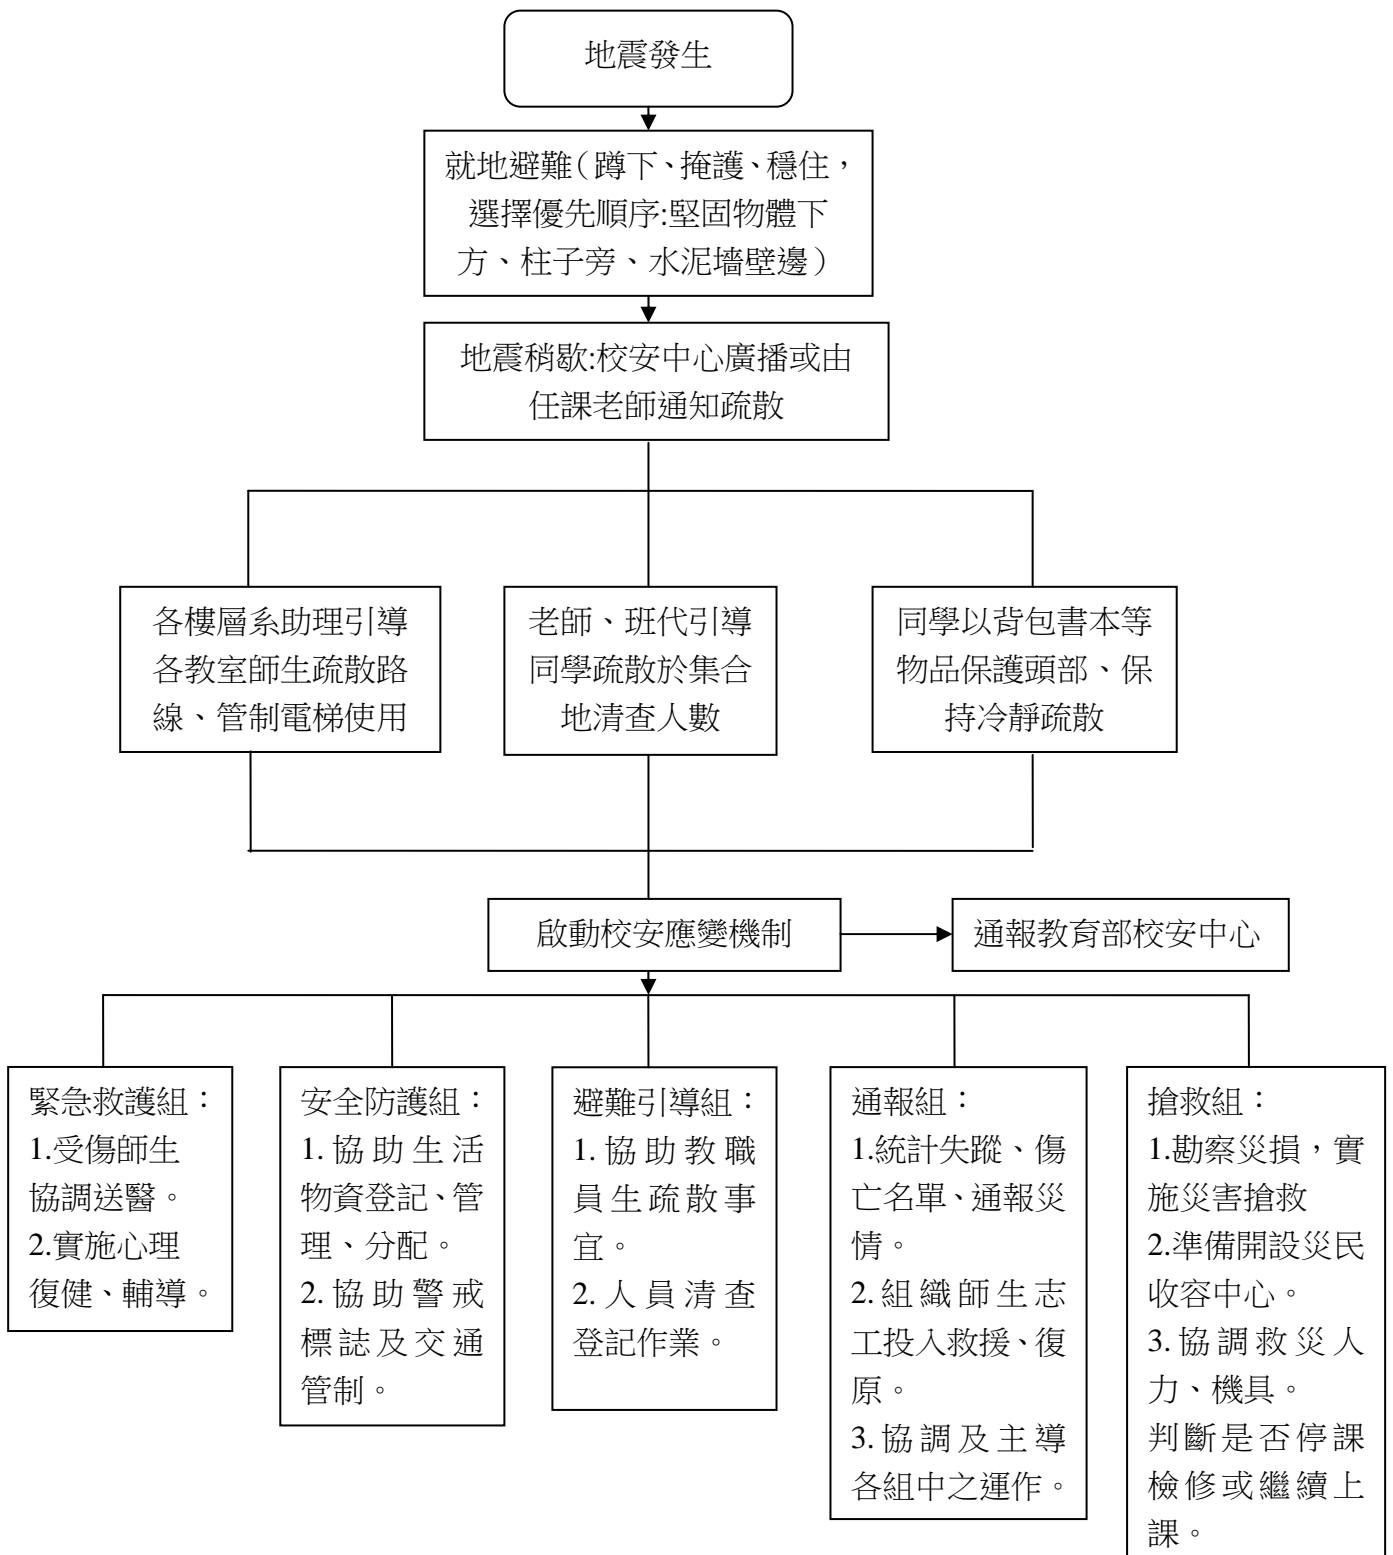 地震發生
就地避難（蹲下、掩護、穩住，
選擇優先順序:堅固物體下
方、柱子旁、水泥墻壁邊）
地震稍歇:校安中心廣播或由
任課老師通知疏散
各樓層系助理引導
各教室師生疏散路
線、管制電梯使用
老師、班代引導
同學疏散於集合
地清查人數
同學以背包書本等
物品保護頭部、保
持冷靜疏散
啟動校安應變機制
通報教育部校安中心
緊急救護組：
1.受傷師生
協調送醫。
2.實施心理
復健、輔導。
安全防護組：
1.協助生活
物資登記、管
理、分配。
2.協助警戒
標誌及交通
管制。
避難引導組：
1.協助教職
員生疏散事
宜。
2.人員清查
登記作業。
通報組：
1.統計失蹤、傷
亡名單、通報災
情。
2.組織師生志
工投入救援、復
原。
3.協調及主導
各組中之運作。
搶救組：
1.勘察災損，實
施災害搶救
2.準備開設災民
收容中心。
3.協調救災人
力、機具。
判斷是否停課
檢修或繼續上
課。